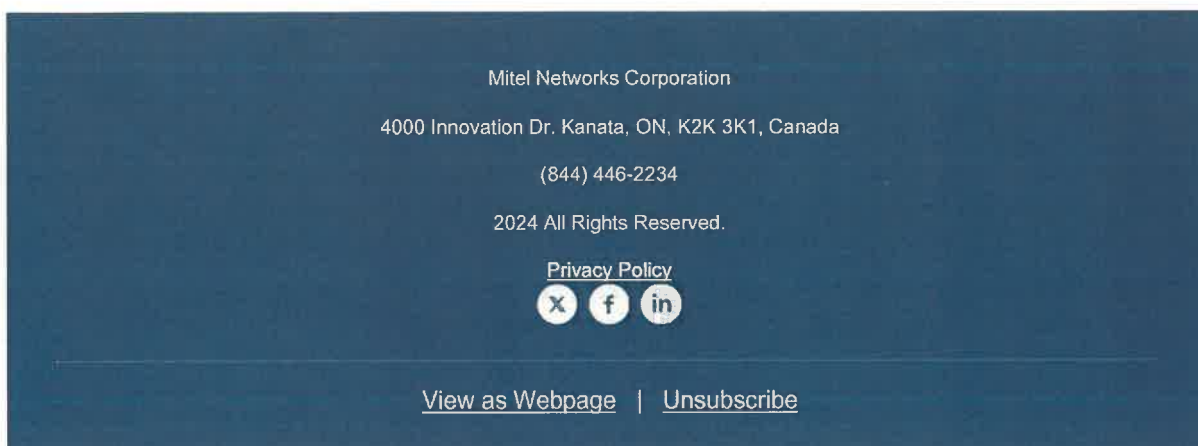 Mitel Networks Corporation
4000 Innovation Dr. Kanata, ON, K2K 3K1, Canada
(844) 446-2234
2024 All Rights Reserved.
Privacy Policy
X f in
View as Webpage | Unsubscribe